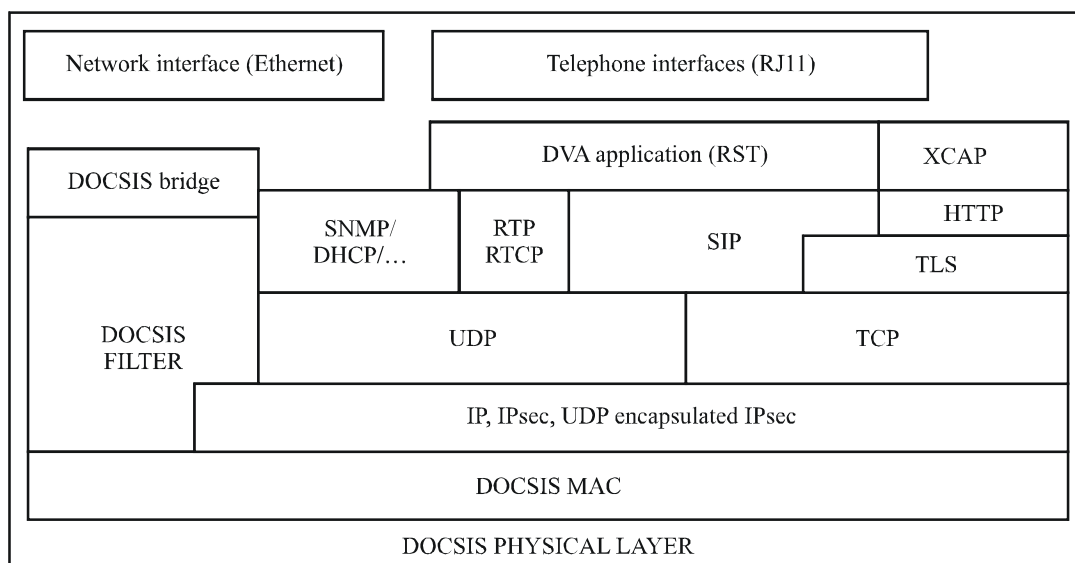 Network interface (Ethernet)
Telephone interfaces (RJ11)
DVA application (RST)
XCAP
DOCSIS bridge
SNMP/
DHCP/…
RTP
RTCP
SIP
HTTP
TLS
DOCSIS
FILTER
UDP
TCP
IP, IPsec, UDP encapsulated IPsec
DOCSIS MAC
DOCSIS PHYSICAL LAYER